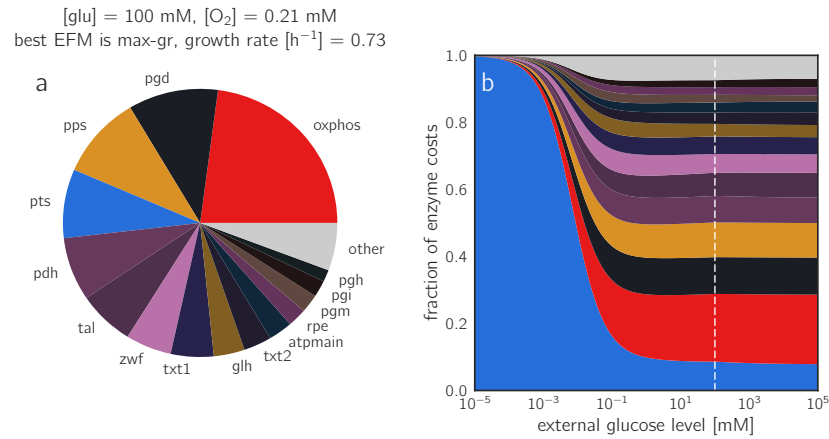 [glu] = 100 mM, [O₂] = 0.21 mM
best EFM is max-gr, growth rate [h⁻¹] = 0.73
a
pgd
oxphos
pps
pts
pdh
tal
zwf
txt1
glh
txt2
atpmain
rpe
pgm
pgi
pgh
other
b
fraction of enzyme costs
1.0
0.8
0.6
0.4
0.2
0.0
10⁻⁵ 10⁻³ 10⁻¹ 10¹ 10³ 10⁵
external glucose level [mM]